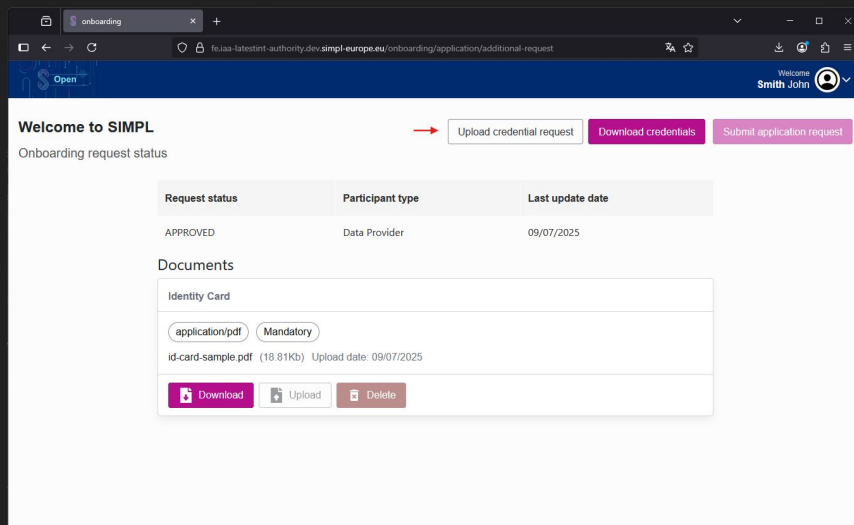 onboarding
fe.iaa-latestint-authority.dev.simpl-europe.eu/onboarding/application/additional-request
Open
Welcome
Smith John
Welcome to SIMPL
Onboarding request status
Upload credential request
Download credentials
Submit application request
Request status Participant type Last update date
APPROVED Data Provider 09/07/2025
Documents
Identity Card
application/pdf Mandatory
id-card-sample.pdf (18.81Kb) Upload date: 09/07/2025
Download Upload Delete